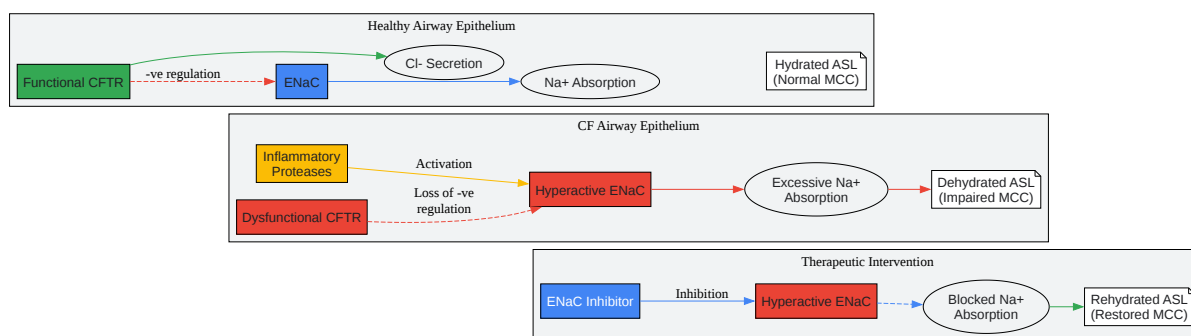 Healthy Airway Epithelium
Functional CFTR
-ve regulation
ENaC
Cl- Secretion
Na+ Absorption
Hydrated ASL
(Normal MCC)
CF Airway Epithelium
Inflammatory
Proteases
Activation
Dysfunctional CFTR
Loss of -ve
regulation
Hyperactive ENaC
Excessive Na+
Absorption
Dehydrated ASL
(Impaired MCC)
Therapeutic Intervention
ENaC Inhibitor
Inhibition
Hyperactive ENaC
Blocked Na+
Absorption
Rehydrated ASL
(Restored MCC)